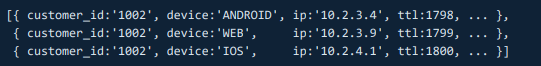 [{ customer_id:'1002', device:'ANDROID', ip:'10.2.3.4', ttl:1798, ... },
{ customer_id:'1002', device:'WEB', ip:'10.2.3.9', ttl:1799, ... },
{ customer_id:'1002', device:'IOS', ip:'10.2.4.1', ttl:1800, ... }]